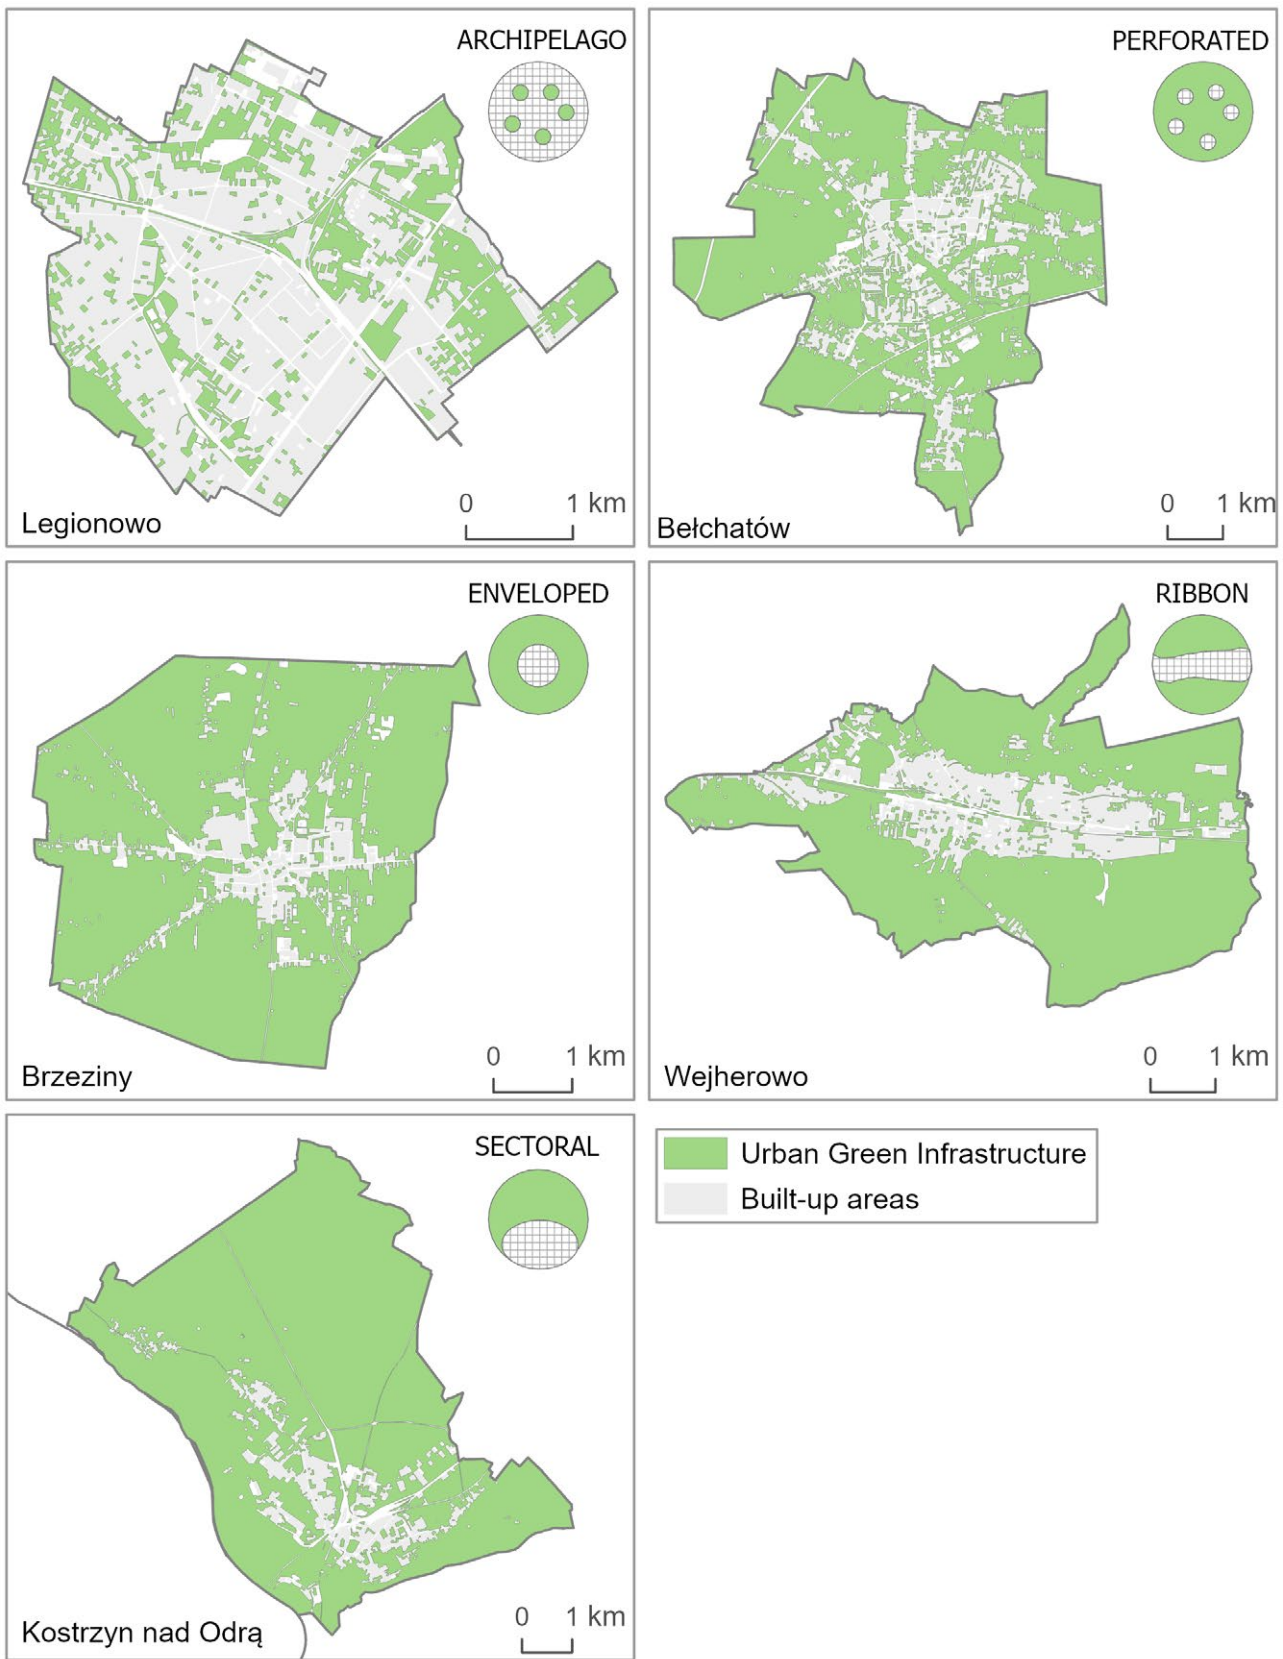 ARCHIPELAGO
Legionowo
0 1 km
PERFORATED
Bełchatów
0 1 km
ENVELOPED
Brzeziny
0 1 km
RIBBON
Wejherowo
0 1 km
SECTORAL
Kostrzyn nad Odrą
0 1 km
Urban Green Infrastructure
Built-up areas